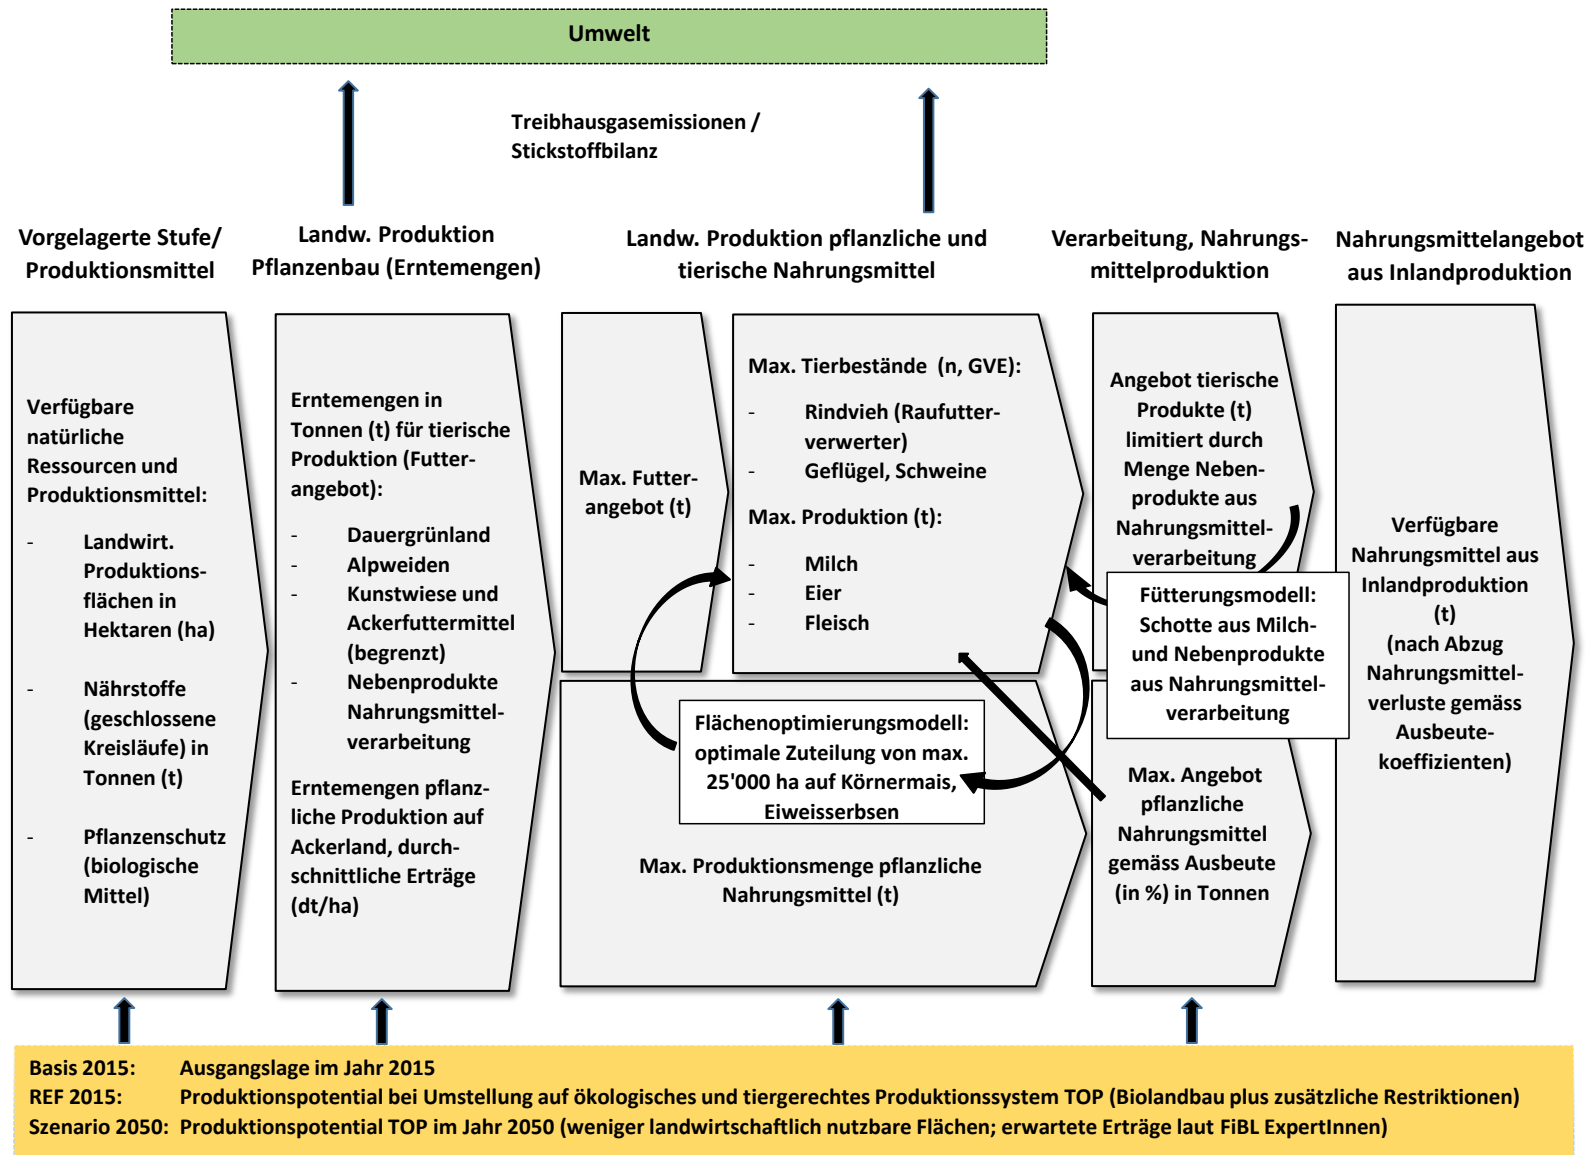 Umwelt
Treibhausgasemissionen /
Stickstoffbilanz
Vorgelagerte Stufe/
Produktionsmittel
Landw. Produktion
Pflanzenbau (Erntemengen)
Landw. Produktion pflanzliche und
tierische Nahrungsmittel
Verarbeitung, Nahrungs-
mittelproduktion
Nahrungsmittelangebot
aus Inlandproduktion
Verfügbare
natürliche
Ressourcen und
Produktionsmittel:
- Landwirt.
Produktions-
flächen in
Hektaren (ha)
- Nährstoffe
(geschlossene
Kreisläufe) in
Tonnen (t)
- Pflanzenschutz
(biologische
Mittel)
Erntemengen in
Tonnen (t) für tierische
Produktion (Futter-
angebot):
- Dauergrünland
- Alpweiden
- Kunstwiese und
Ackerfuttermittel
(begrenzt)
- Nebenprodukte
Nahrungsmittel-
verarbeitung
Erntemengen pflanz-
liche Produktion auf
Ackerland, durch-
schnittliche Erträge
(dt/ha)
Max. Futter-
angebot (t)
Max. Tierbestände (n, GVE):
- Rindvieh (Raufutter-
verwerter)
- Geflügel, Schweine
Max. Produktion (t):
- Milch
- Eier
- Fleisch
Flächenoptimierungsmodell:
optimale Zuteilung von max.
25'000 ha auf Körnermais,
Eiweisserbsen
Max. Produktionsmenge pflanzliche
Nahrungsmittel (t)
Angebot tierische
Produkte (t)
limitiert durch
Menge Neben-
produkte aus
Nahrungsmittel-
verarbeitung
Fütterungsmodell:
Schotte aus Milch-
und Nebenprodukte
aus Nahrungsmittel-
verarbeitung
Max. Angebot
pflanzliche
Nahrungsmittel
gemäss Ausbeute
(in %) in Tonnen
Verfügbare
Nahrungsmittel aus
Inlandproduktion
(t)
(nach Abzug
Nahrungsmittel-
verluste gemäss
Ausbeute-
koeffizienten)
Basis 2015: Ausgangslage im Jahr 2015
REF 2015: Produktionspotential bei Umstellung auf ökologisches und tiergerechtes Produktionssystem TOP (Biolandbau plus zusätzliche Restriktionen)
Szenario 2050: Produktionspotential TOP im Jahr 2050 (weniger landwirtschaftlich nutzbare Flächen; erwartete Erträge laut FiBL ExpertInnen)